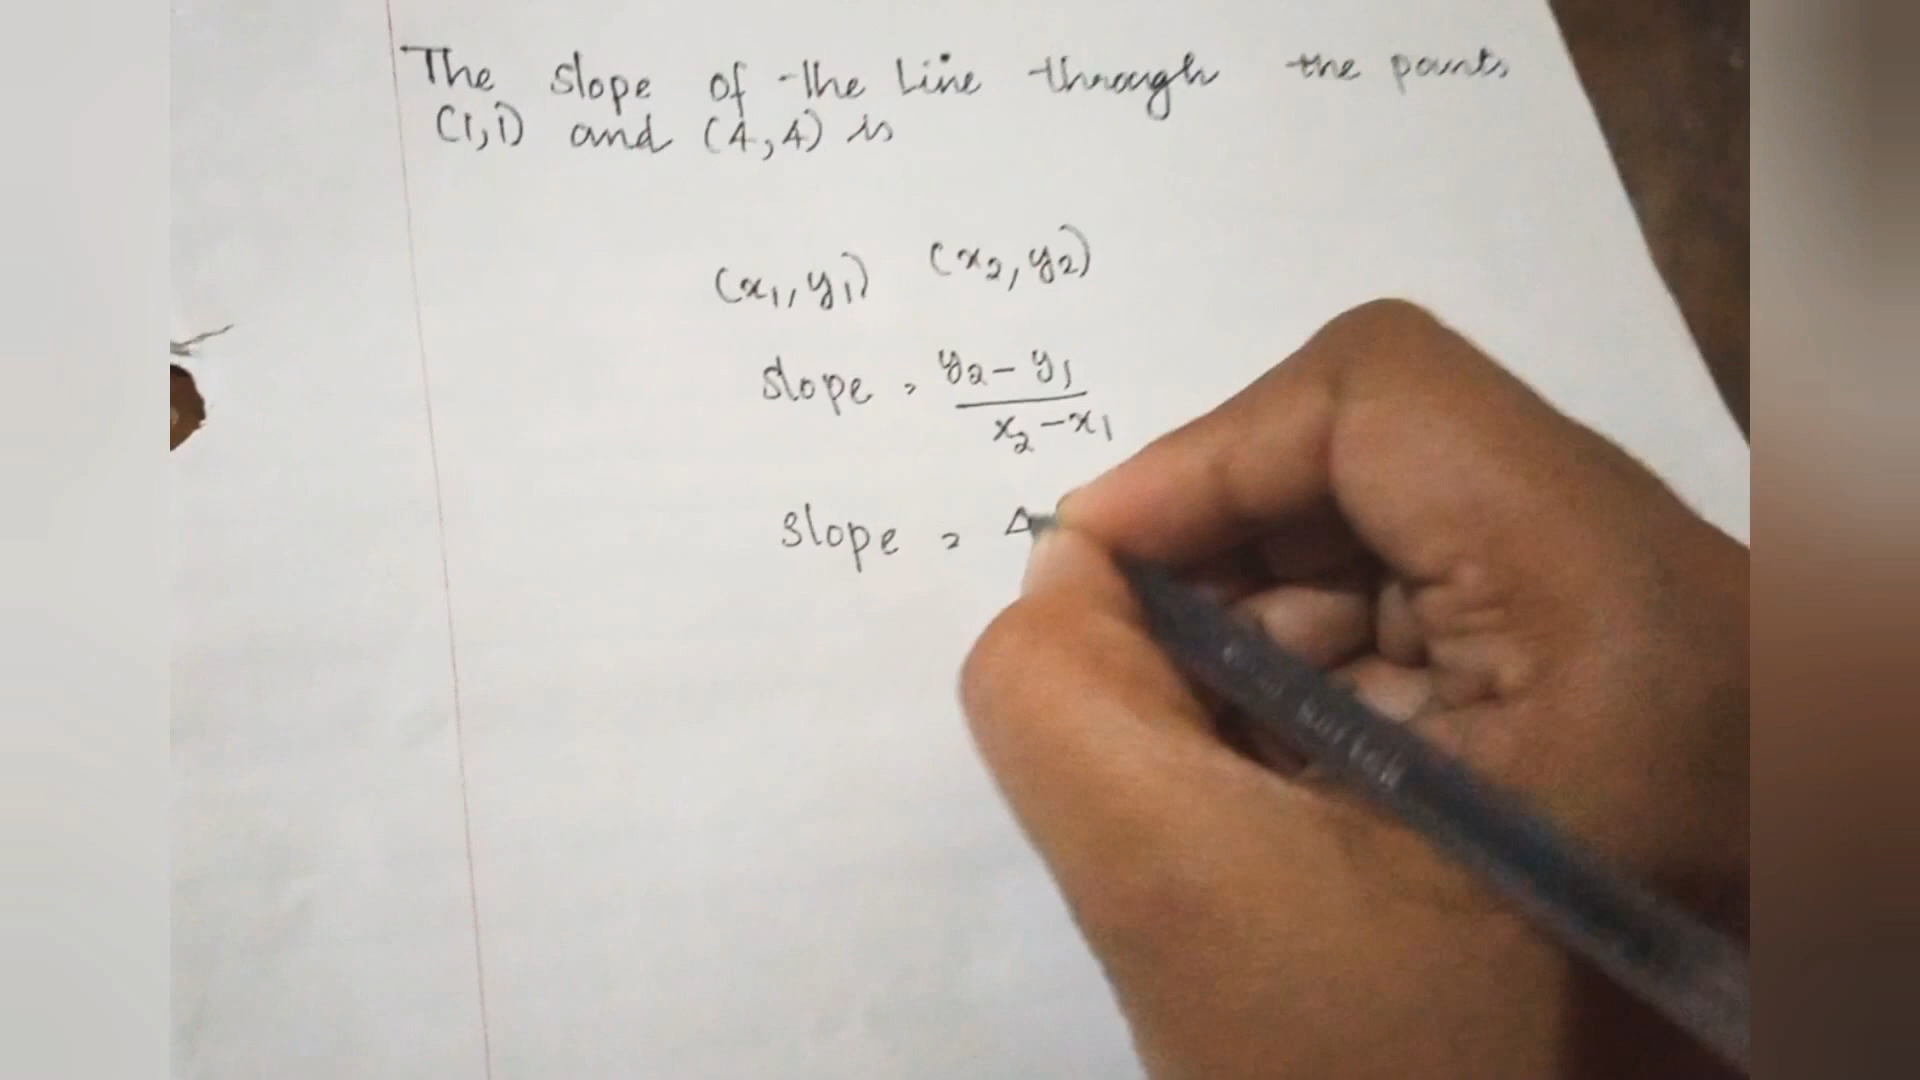 The slope of the line through the points
(1,1) and (4,4) is
(x₁, y₁) (x₂, y₂)
slope = y₂ - y₁ / x₂ - x₁
slope = 4